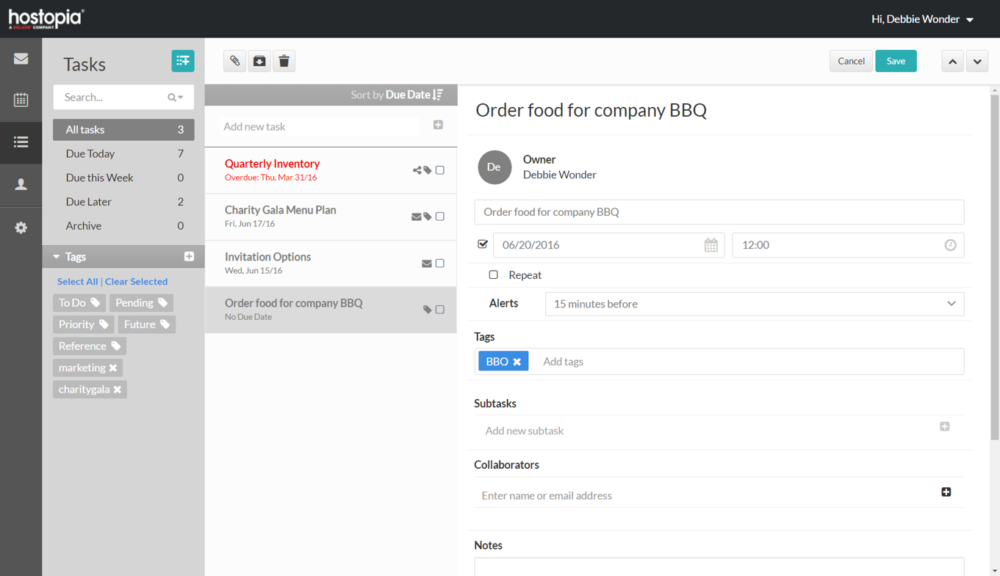 hostopia
A DELUXE COMPANY
Hi, Debbie Wonder
Tasks
Search...
All tasks 3
Due Today 7
Due this Week 0
Due Later 2
Archive 0
Tags
Select All | Clear Selected
To Do
Pending
Priority
Future
Reference
marketing
charitygala
Sort by Due Date
Add new task
Quarterly Inventory
Overdue: Thu, Mar 31/16
Charity Gala Menu Plan
Fri, Jun 17/16
Invitation Options
Wed, Jun 15/16
Order food for company BBQ
No Due Date
Cancel
Save
Order food for company BBQ
De
Owner
Debbie Wonder
Order food for company BBQ
06/20/2016
12:00
Repeat
Alerts
15 minutes before
Tags
BBO
Add tags
Subtasks
Add new subtask
Collaborators
Enter name or email address
Notes